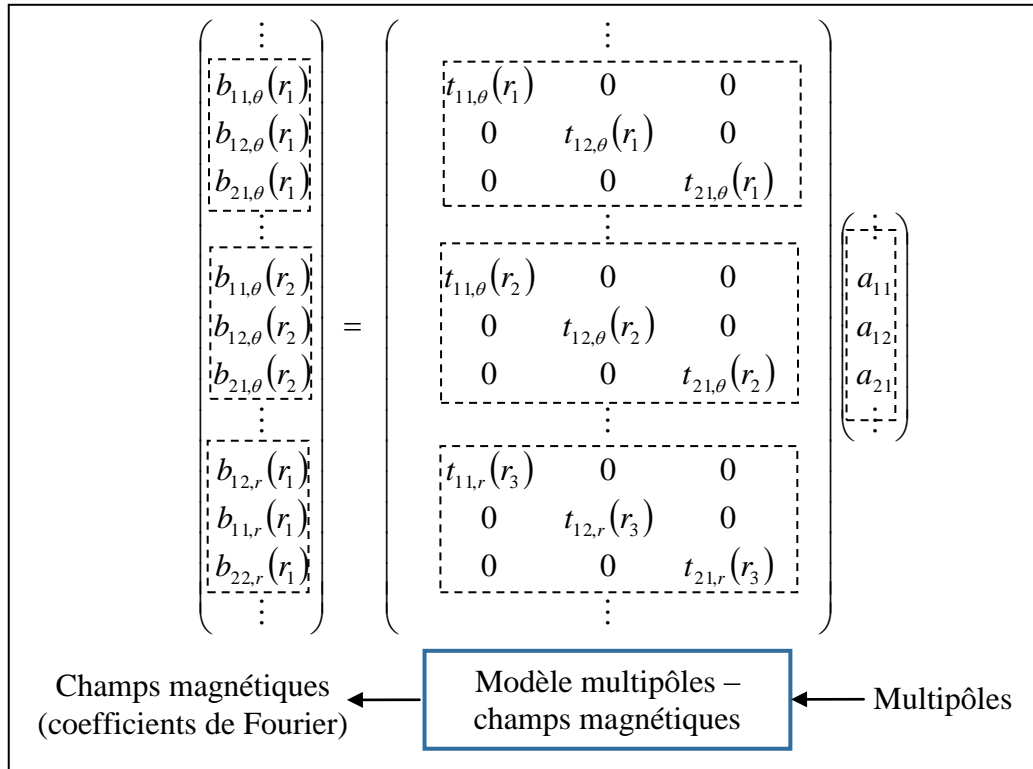 ⋮ ⋮
b₁₁,θ(r₁) t₁₁,θ(r₁) 0 0
b₁₂,θ(r₁) 0 t₁₂,θ(r₁) 0
b₂₁,θ(r₁) 0 0 t₂₁,θ(r₁)
⋮ ⋮ ⋮
b₁₁,θ(r₂) t₁₁,θ(r₂) 0 0 a₁₁
b₁₂,θ(r₂) = 0 t₁₂,θ(r₂) 0 a₁₂
b₂₁,θ(r₂) 0 0 t₂₁,θ(r₂) a₂₁
⋮ ⋮ ⋮
b₁₂,r(r₁) t₁₁,r(r₃) 0 0
b₁₁,r(r₁) 0 t₁₂,r(r₃) 0
b₂₂,r(r₁) 0 0 t₂₁,r(r₃)
⋮ ⋮
Champs magnétiques
(coefficients de Fourier)
Modèle multipôles –
champs magnétiques
Multipôles